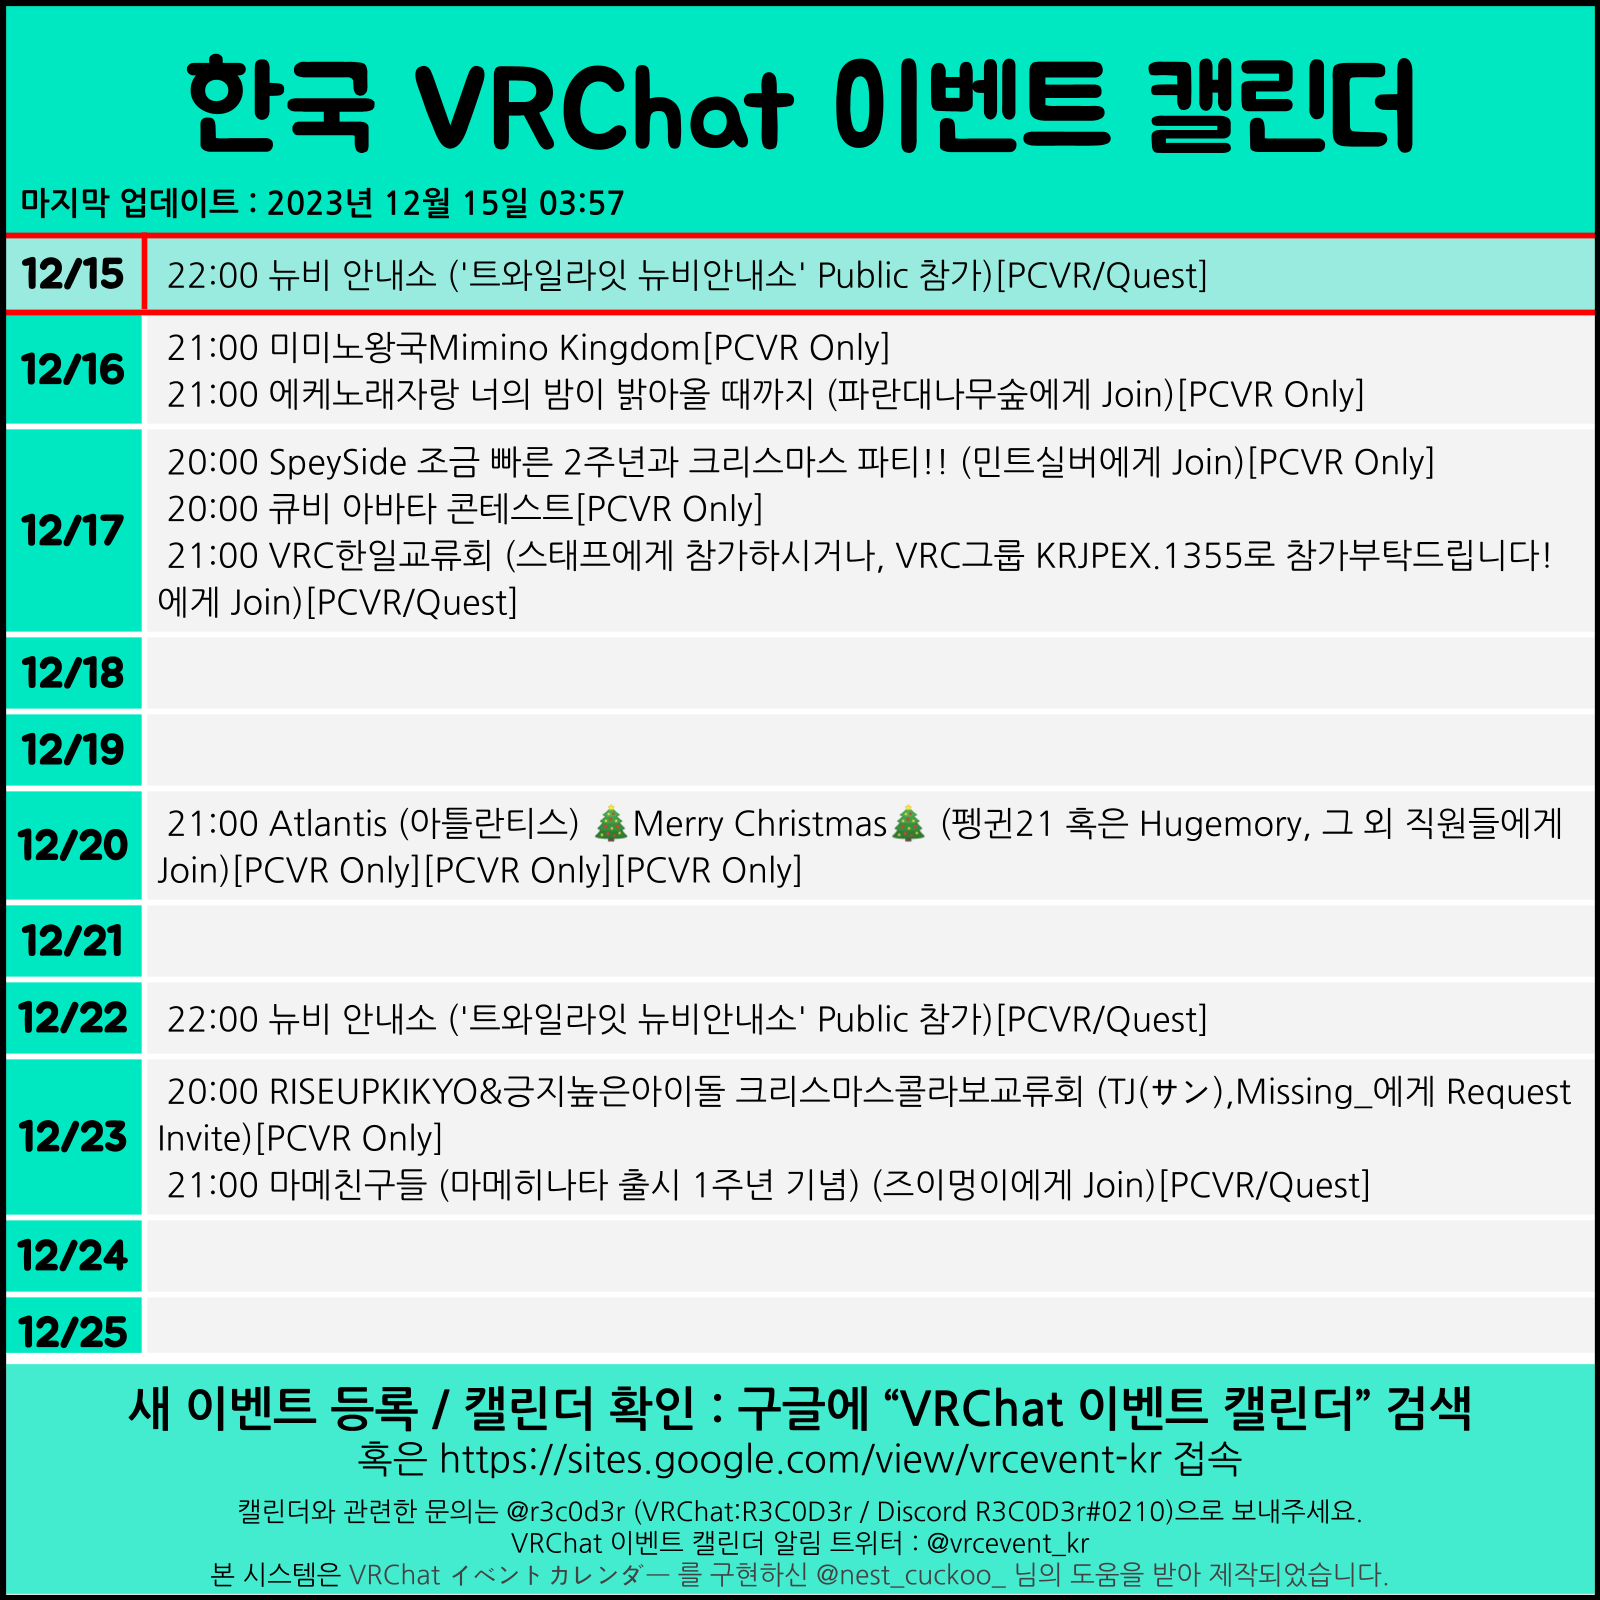 한국 VRChat 이벤트 캘린더
마지막 업데이트 : 2023년 12월 15일 03:57
12/15 22:00 뉴비 안내소 ('트와일라잇 뉴비안내소' Public 참가)[PCVR/Quest]
12/16 21:00 미미노왕국Mimino Kingdom[PCVR Only]
21:00 에케노래자랑 너의 밤이 밝아올 때까지 (파란대나무숲에게 Join)[PCVR Only]
12/17 20:00 SpeySide 조금 빠른 2주년과 크리스마스 파티!! (민트실버에게 Join)[PCVR Only]
20:00 큐비 아바타 콘테스트[PCVR Only]
21:00 VRC한일교류회 (스태프에게 참가하시거나, VRC그룹 KRJPEX.1355로 참가부탁드립니다!
에게 Join)[PCVR/Quest]
12/18
12/19
12/20 21:00 Atlantis (아틀란티스) 🎄Merry Christmas🎄 (펭귄21 혹은 Hugemory, 그 외 직원들에게
Join)[PCVR Only][PCVR Only][PCVR Only]
12/21
12/22 22:00 뉴비 안내소 ('트와일라잇 뉴비안내소' Public 참가)[PCVR/Quest]
12/23 20:00 RISEUPKIKYO&긍지높은아이돌 크리스마스콜라보교류회 (TJ(サン),Missing_에게 Request
Invite)[PCVR Only]
21:00 마메친구들 (마메히나타 출시 1주년 기념) (즈이멍이에게 Join)[PCVR/Quest]
12/24
12/25
새 이벤트 등록 / 캘린더 확인 : 구글에 “VRChat 이벤트 캘린더” 검색
혹은 https://sites.google.com/view/vrcevent-kr 접속
캘린더와 관련한 문의는 @r3c0d3r (VRChat:R3C0D3r / Discord R3C0D3r#0210)으로 보내주세요.
VRChat 이벤트 캘린더 알림 트위터 : @vrcevent_kr
본 시스템은 VRChat イベントカレンダー 를 구현하신 @nest_cuckoo_ 님의 도움을 받아 제작되었습니다.